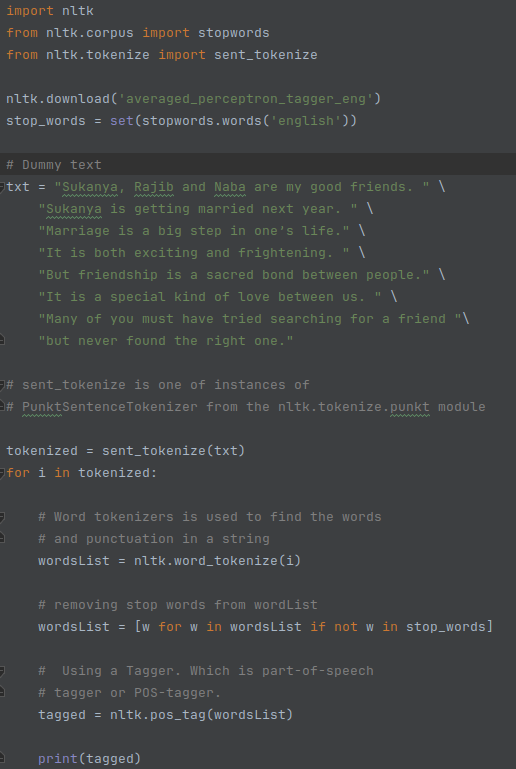 import nltk
from nltk.corpus import stopwords
from nltk.tokenize import sent_tokenize
nltk.download('averaged_perceptron_tagger_eng')
stop_words = set(stopwords.words('english'))
# Dummy text
txt = "Sukanya, Rajib and Naba are my good friends. " \
    "Sukanya is getting married next year. " \
    "Marriage is a big step in one’s life." \
    "It is both exciting and frightening. " \
    "But friendship is a sacred bond between people." \
    "It is a special kind of love between us. " \
    "Many of you must have tried searching for a friend "\
    "but never found the right one."
# sent_tokenize is one of instances of
# PunktSentenceTokenizer from the nltk.tokenize.punkt module
tokenized = sent_tokenize(txt)
for i in tokenized:
    # Word tokenizers is used to find the words
    # and punctuation in a string
    wordsList = nltk.word_tokenize(i)
    # removing stop words from wordList
    wordsList = [w for w in wordsList if not w in stop_words]
    #  Using a Tagger. Which is part-of-speech
    # tagger or POS-tagger.
    tagged = nltk.pos_tag(wordsList)
    print(tagged)